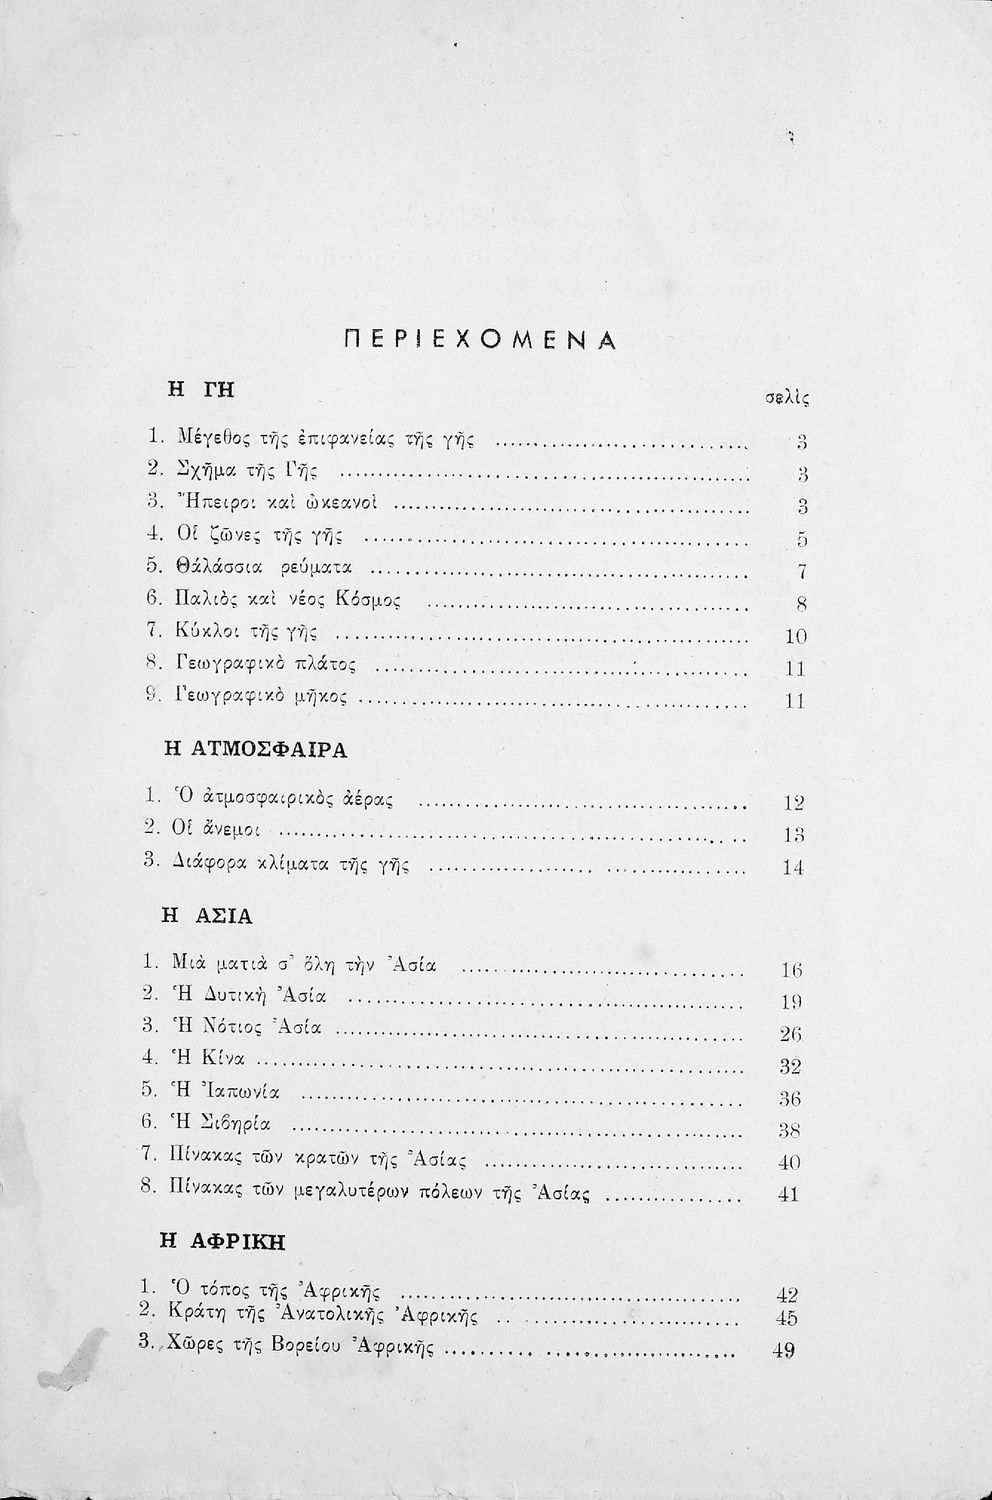 ΠΕΡΙΕΧΟΜΕΝΑ
Η ΓΗ
σελὶς
1. Μέγεθος τῆς ἐπιφανείας τῆς γῆς 3
2. Σχῆμα τῆς Γῆς 3
3. Ἤπειροι καὶ ὠκεανοὶ 3
4. Οἱ ζῶνες τῆς γῆς 5
5. Θαλάσσια ρεύματα 7
6. Παλιὸς καὶ νέος Κόσμος 8
7. Κύκλοι τῆς γῆς 10
8. Γεωγραφικὸ πλάτος 11
9. Γεωγραφικὸ μῆκος 11
Η ΑΤΜΟΣΦΑΙΡΑ
1. Ὁ ἀτμοσφαιρικὸς ἀέρας 12
2. Οἱ ἄνεμοι 13
3. Διάφορα κλίματα τῆς γῆς 14
Η ΑΣΙΑ
1. Μιὰ ματιὰ σ' ὅλη τὴν Ἀσία 16
2. Ἡ Δυτικὴ Ἀσία 19
3. Ἡ Νότιος Ἀσία 26
4. Ἡ Κίνα 32
5. Ἡ Ἰαπωνία 36
6. Ἡ Σιβηρία 38
7. Πίνακας τῶν κρατῶν τῆς Ἀσίας 40
8. Πίνακας τῶν μεγαλυτέρων πόλεων τῆς Ἀσίας 41
Η ΑΦΡΙΚΗ
1. Ὁ τόπος τῆς Ἀφρικῆς 42
2. Κράτη τῆς Ἀνατολικῆς Ἀφρικῆς 45
3. Χῶρες τῆς Βορείου Ἀφρικῆς 49